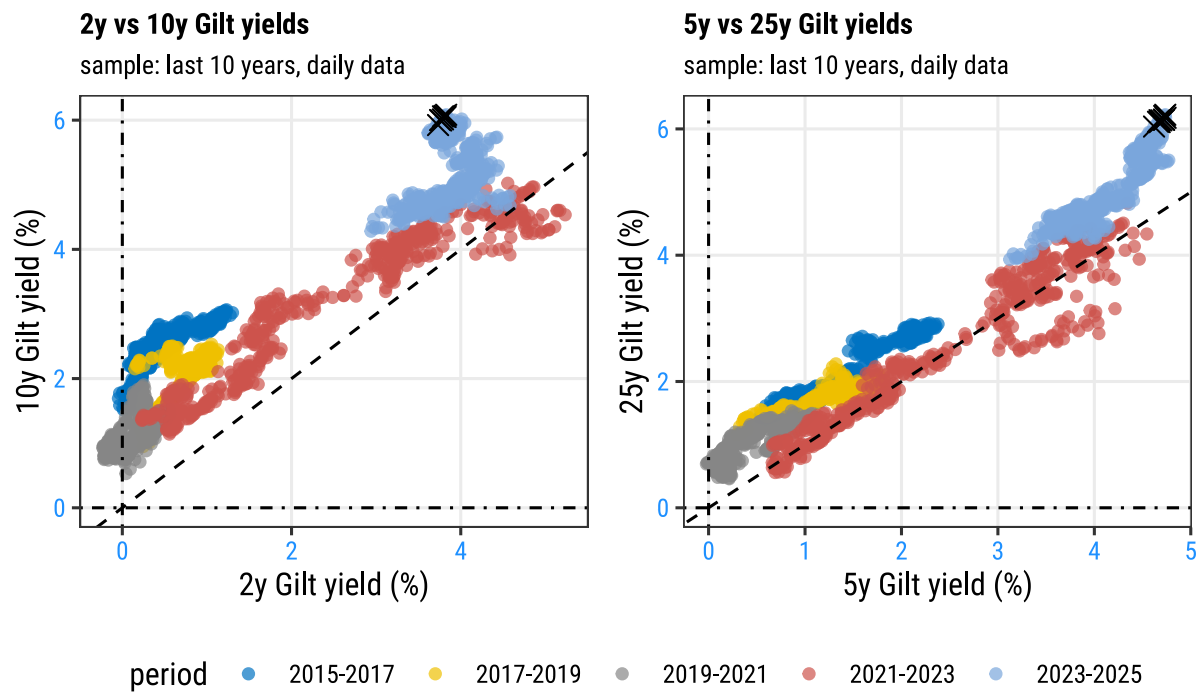 2y vs 10y Gilt yields
sample: last 10 years, daily data
10y Gilt yield (%)
6
4
2
0
0 2 4
2y Gilt yield (%)
5y vs 25y Gilt yields
sample: last 10 years, daily data
25y Gilt yield (%)
6
4
2
0
0 1 2 3 4 5
5y Gilt yield (%)
period 2015-2017 2017-2019 2019-2021 2021-2023 2023-2025